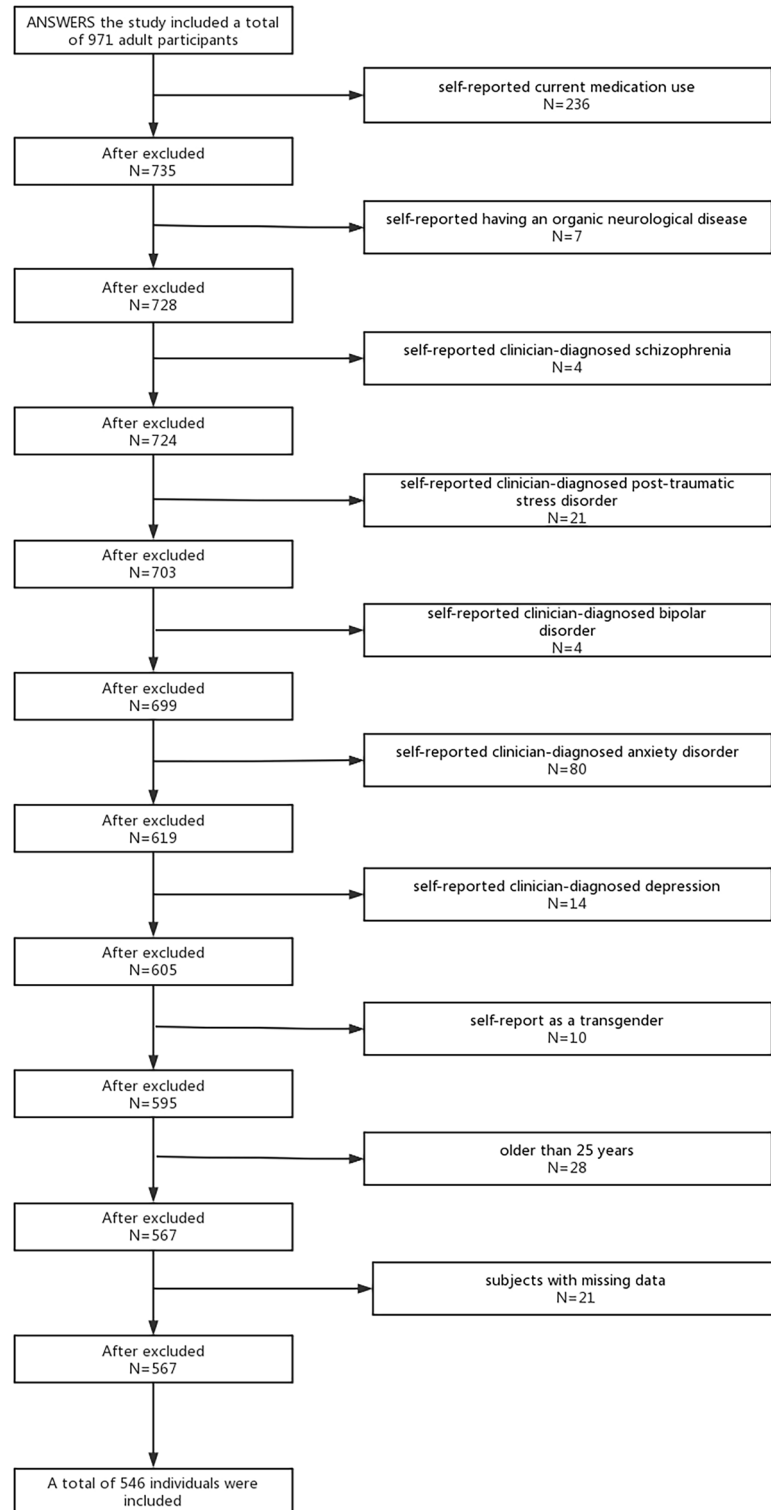 ANSWERS the study included a total
of 971 adult participants
self-reported current medication use
N=236
After excluded
N=735
self-reported having an organic neurological disease
N=7
After excluded
N=728
self-reported clinician-diagnosed schizophrenia
N=4
After excluded
N=724
self-reported clinician-diagnosed post-traumatic
stress disorder
N=21
After excluded
N=703
self-reported clinician-diagnosed bipolar
disorder
N=4
After excluded
N=699
self-reported clinician-diagnosed anxiety disorder
N=80
After excluded
N=619
self-reported clinician-diagnosed depression
N=14
After excluded
N=605
self-report as a transgender
N=10
After excluded
N=595
older than 25 years
N=28
After excluded
N=567
subjects with missing data
N=21
After excluded
N=567
A total of 546 individuals were
included